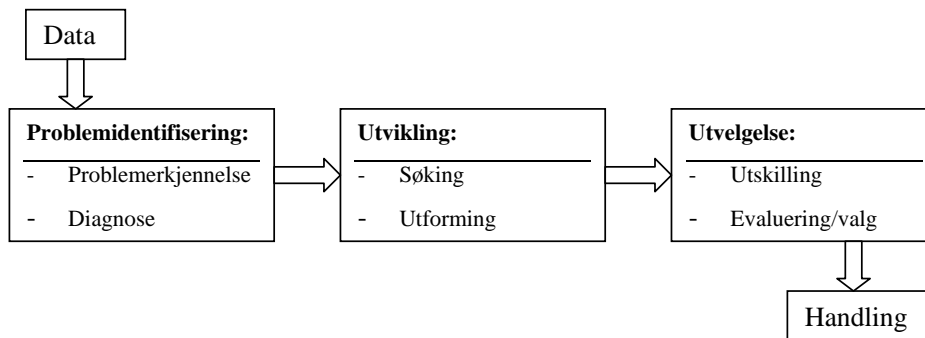 Data
Problemidentifisering:
- Problemerkjennelse
- Diagnose
Utvikling:
- Søking
- Utforming
Utvelgelse:
- Utskilling
- Evaluering/valg
Handling